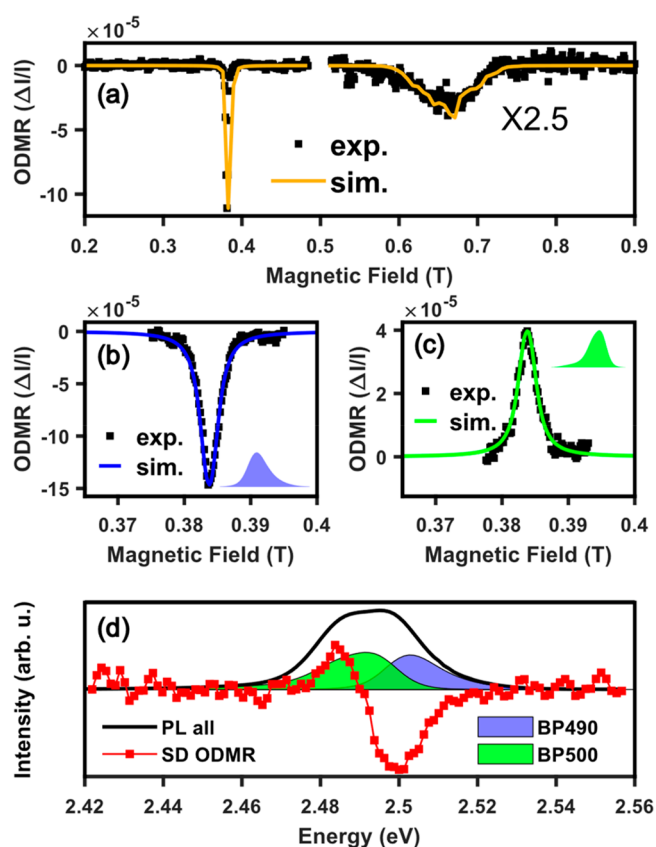 ×10⁻⁵
ODMR (ΔI/I)
0
-5
-10
(a)
X2.5
exp.
sim.
0.2 0.3 0.4 0.5 0.6 0.7 0.8 0.9
Magnetic Field (T)
×10⁻⁵
ODMR (ΔI/I)
0
-5
-10
-15
(b)
exp.
sim.
0.37 0.38 0.39 0.4
Magnetic Field (T)
×10⁻⁵
ODMR (ΔI/I)
4
2
0
(c)
exp.
sim.
0.37 0.38 0.39 0.4
Magnetic Field (T)
Intensity (arb. u.)
(d)
PL all
SD ODMR
BP490
BP500
2.42 2.44 2.46 2.48 2.5 2.52 2.54 2.56
Energy (eV)